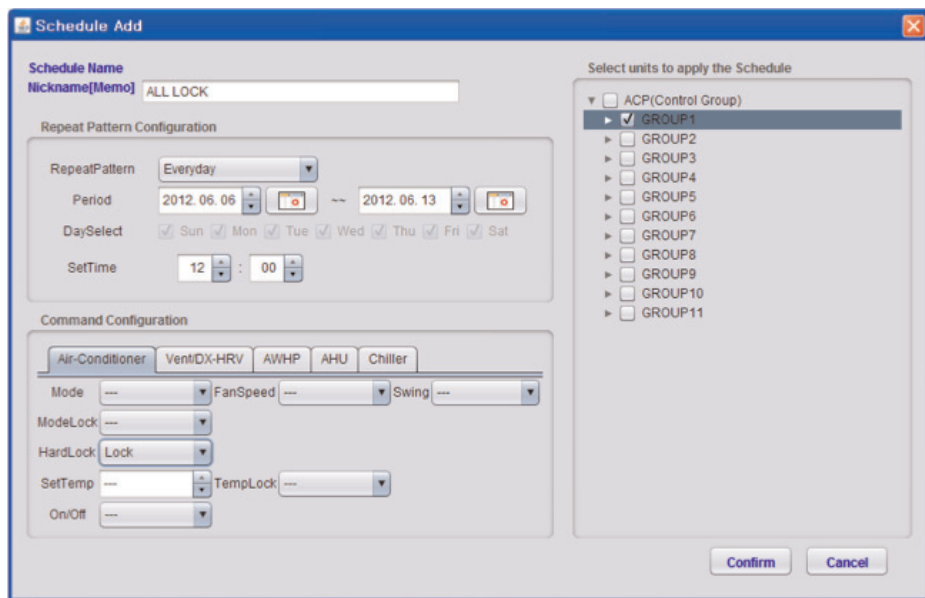 Schedule Add
Schedule Name
Nickname[Memo] ALL LOCK
Repeat Pattern Configuration
RepeatPattern Everyday
Period 2012. 06. 06 ~~ 2012. 06. 13
DaySelect Sun Mon Tue Wed Thu Fri Sat
SetTime 12 : 00
Command Configuration
Air-Conditioner Vent/DX-HRV AWHP AHU Chiller
Mode --- FanSpeed --- Swing ---
ModeLock ---
HardLock Lock
SetTemp --- TempLock ---
On/Off ---
Select units to apply the Schedule
ACP(Control Group)
GROUP1
GROUP2
GROUP3
GROUP4
GROUP5
GROUP6
GROUP7
GROUP8
GROUP9
GROUP10
GROUP11
Confirm Cancel